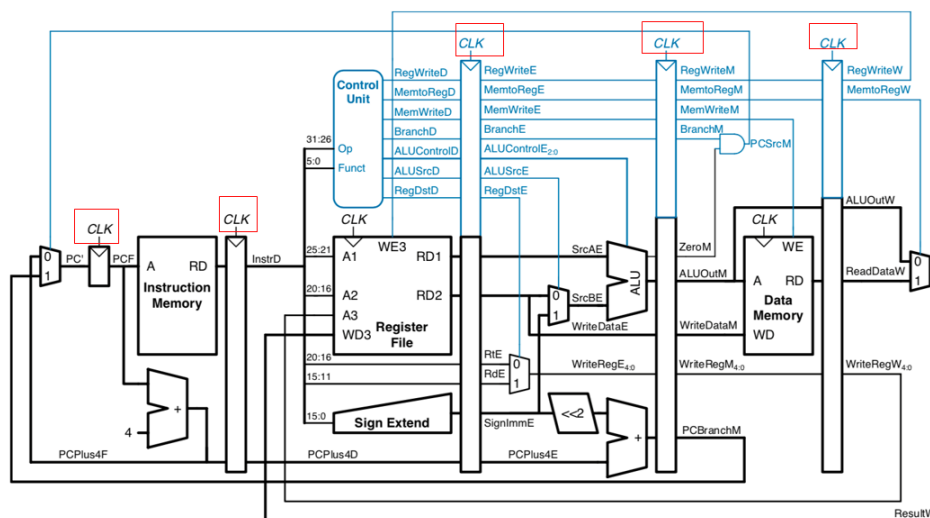 CLK
CLK
CLK
Control
Unit
Op
Funct
31:26
5:0
RegWriteD
MemtoRegD
MemWriteD
BranchD
ALUControlD
ALUSrcD
RegDstD
RegWriteE
MemtoRegE
MemWriteE
BranchE
ALUControlE2:0
ALUSrcE
RegDstE
RegWriteM
MemtoRegM
MemWriteM
BranchM
PCSrcM
RegWriteW
MemtoRegW
CLK
CLK
CLK
CLK
0
1
PC'
PCF
A
RD
Instruction
Memory
InstrD
25:21
20:16
A1
A2
A3
WD3
WE3
RD1
RD2
Register
File
SrcAE
0
1
SrcBE
ALU
ZeroM
ALUOutM
WriteDataE
WriteDataM
WE
A
RD
Data
Memory
WD
ALUOutW
ReadDataW
0
1
20:16
15:11
RtE
RdE
0
1
WriteRegE4:0
WriteRegM4:0
WriteRegW4:0
15:0
Sign Extend
SignImmE
<<2
+
PCBranchM
4
+
PCPlus4F
PCPlus4D
PCPlus4E
ResultW